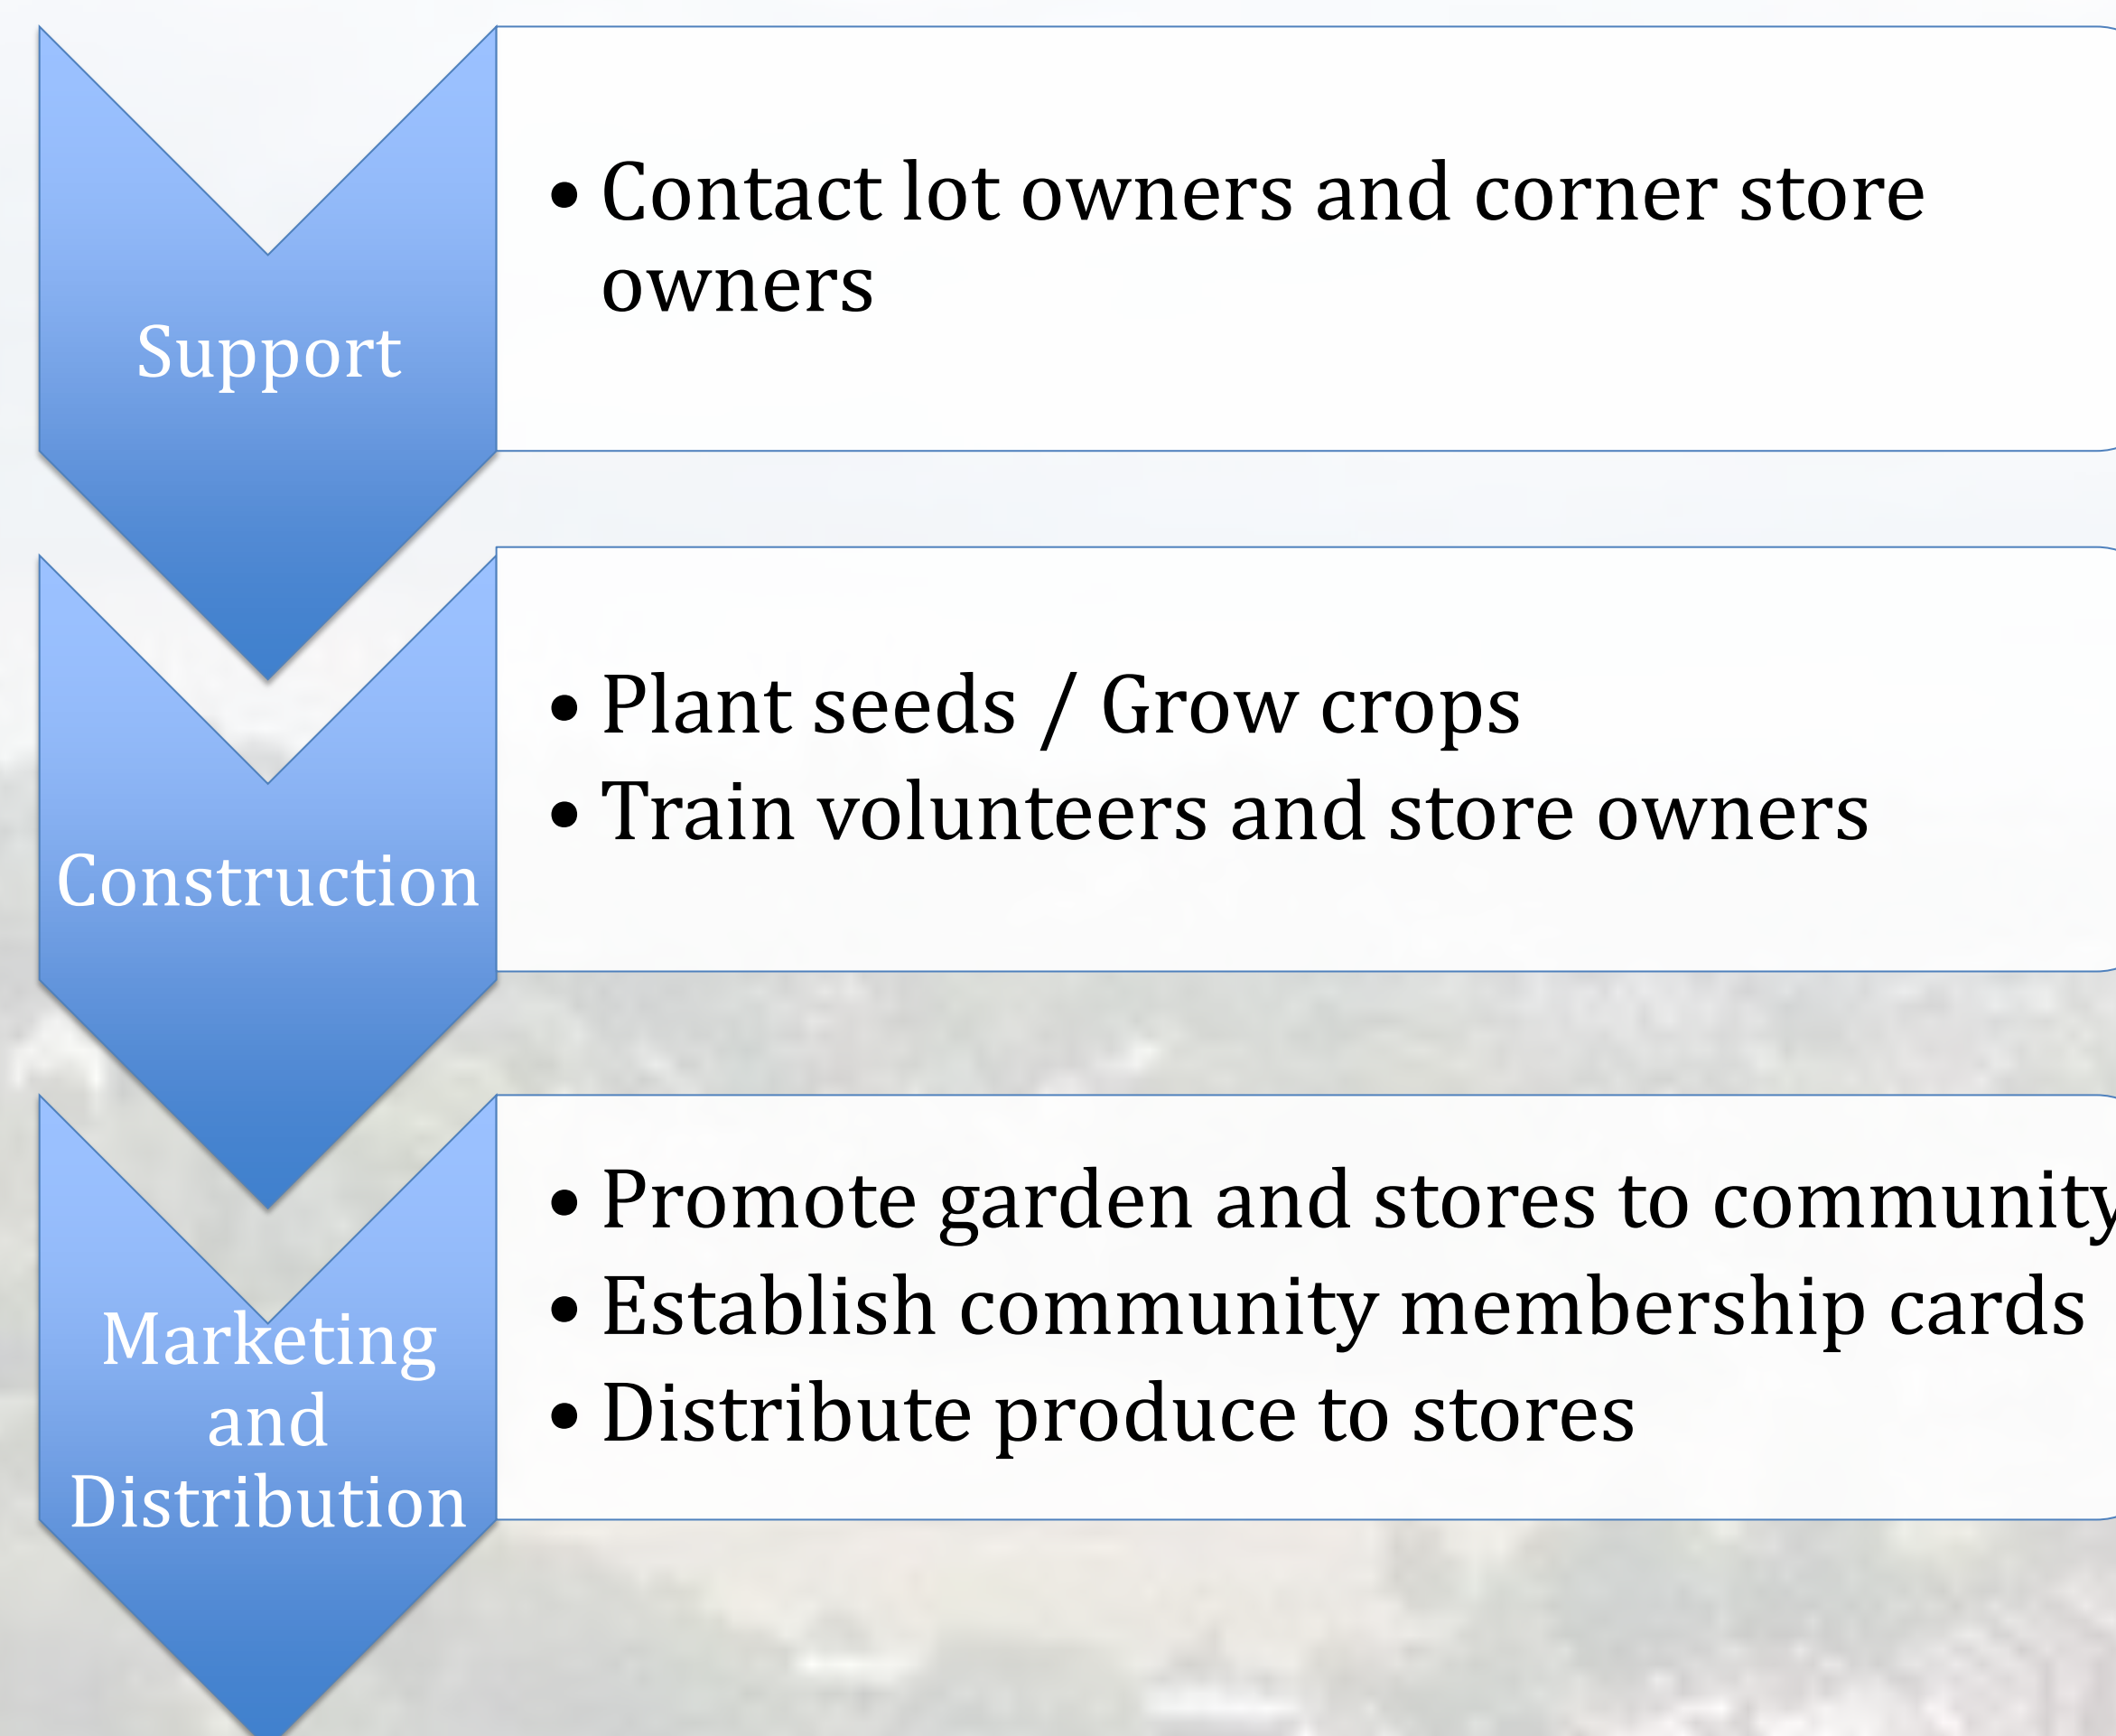 Support
• Contact lot owners and corner store
owners
Construction
• Plant seeds / Grow crops
• Train volunteers and store owners
Marketing
and
Distribution
• Promote garden and stores to community
• Establish community membership cards
• Distribute produce to stores